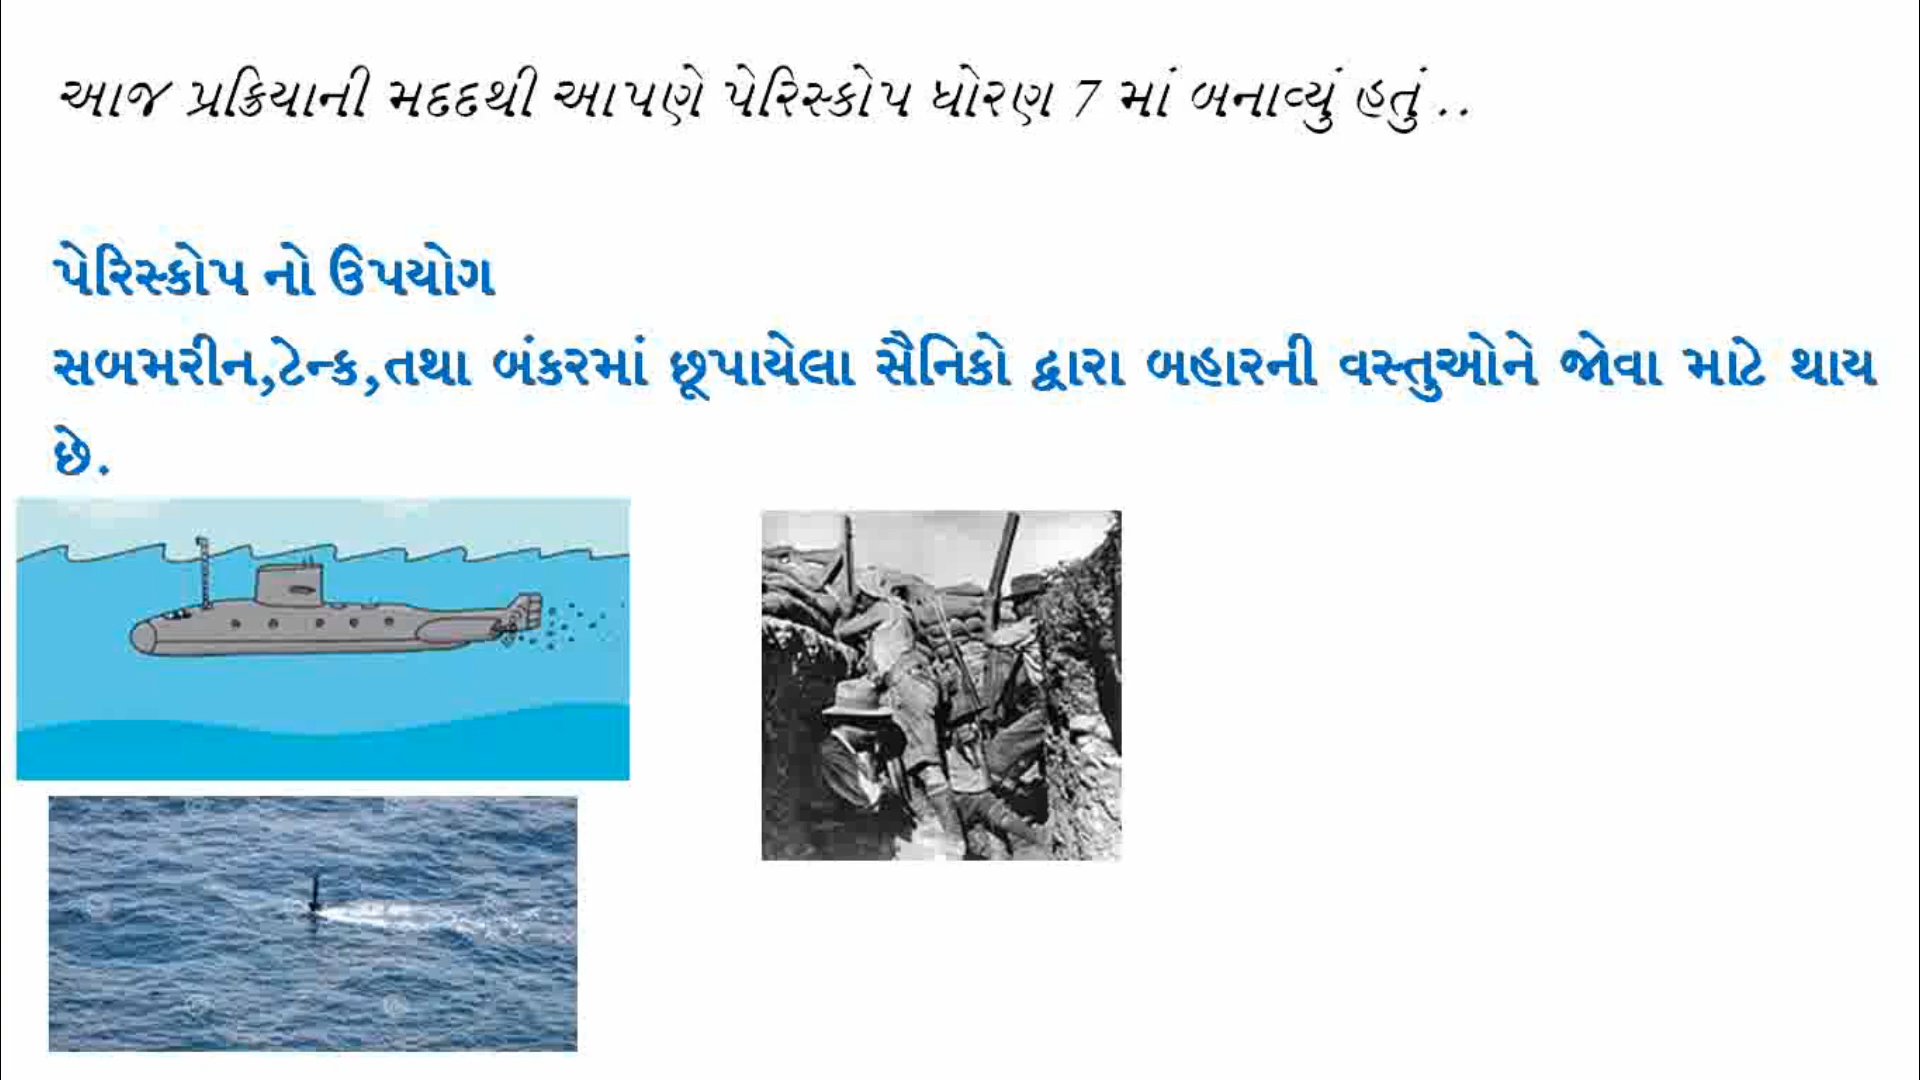 આજ પ્રક્રિયાની મદદથી આપણે પેરિસ્કોપ ધોરણ 7 માં બનાવ્યું હતું ..
પેરિસ્કોપ નો ઉપયોગ
સબમરીન,ટેન્ક,તથા બંકરમાં છૂપાયેલા સૈનિકો દ્વારા બહારની વસ્તુઓને જોવા માટે થાય
છે.